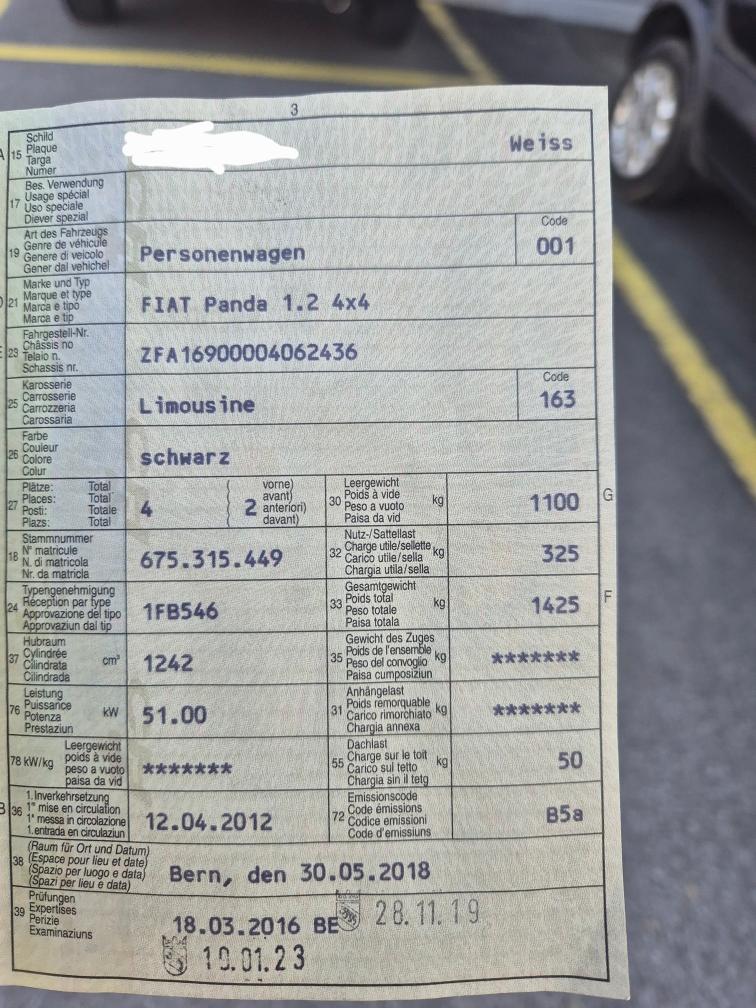 3
A 15 Schild
Plaque
Targa
Numer
Weiss
17 Bes. Verwendung
Usage spécial
Uso speciale
Diever spezial
19 Art des Fahrzeugs
Genre de véhicule
Genere di veicolo
Gener dal vehichel
Personenwagen
Code
001
21 Marke und Typ
Marque et type
Marca e tipo
Marca e tip
FIAT Panda 1.2 4x4
E 23 Fahrgestell-Nr.
Châssis no
Telaio n.
Schassis nr.
ZFA16900004062436
25 Karosserie
Carrosserie
Carrozzeria
Carossaria
Limousine
Code
163
26 Farbe
Couleur
Colore
Colur
schwarz
27 Plätze: Total
Places: Total
Posti: Totale
Plazs: Total
4
2
vorne)
avant)
anteriori)
davant)
30 Leergewicht
Poids à vide
Peso a vuoto
Paisa da vid
kg
1100
G
18 Stammnummer
N° matricule
N. di matricola
Nr. da matricla
675.315.449
32 Nutz-/Sattellast
Charge utile/sellette
Carico utile/sella
Chargia utila/sella
kg
325
24 Typengenehmigung
Réception par type
Approvazione del tipo
Approvaziun dal tip
1FB546
33 Gesamtgewicht
Poids total
Peso totale
Paisa totala
kg
1425
F
37 Hubraum
Cylindrée
Cilindrata
Cilindrada
cm³
1242
35 Gewicht des Zuges
Poids de l'ensemble
Peso del convoglio
Paisa cumposiziun
kg
*******
76 Leistung
Puissance
Potenza
Prestaziun
kW
51.00
31 Anhängelast
Poids remorquable
Carico rimorchiato
Chargia annexa
kg
*******
78 kW/kg Leergewicht
poids à vide
peso a vuoto
paisa da vid
*******
55 Dachlast
Charge sur le toit
Carico sul tetto
Chargia sin il tetg
kg
50
B 36 1. Inverkehrsetzung
1re mise en circulation
1a messa in circolazione
1. entrada en circulaziun
12.04.2012
72 Emissionscode
Code émissions
Codice emissioni
Code d'emissiuns
B5a
38 (Raum für Ort und Datum)
(Espace pour lieu et date)
(Spazio per luogo e data)
(Spazi per lieu e data)
Bern, den 30.05.2018
39 Prüfungen
Expertises
Perizie
Examinaziuns
18.03.2016 BE
28.11.19
19.01.23